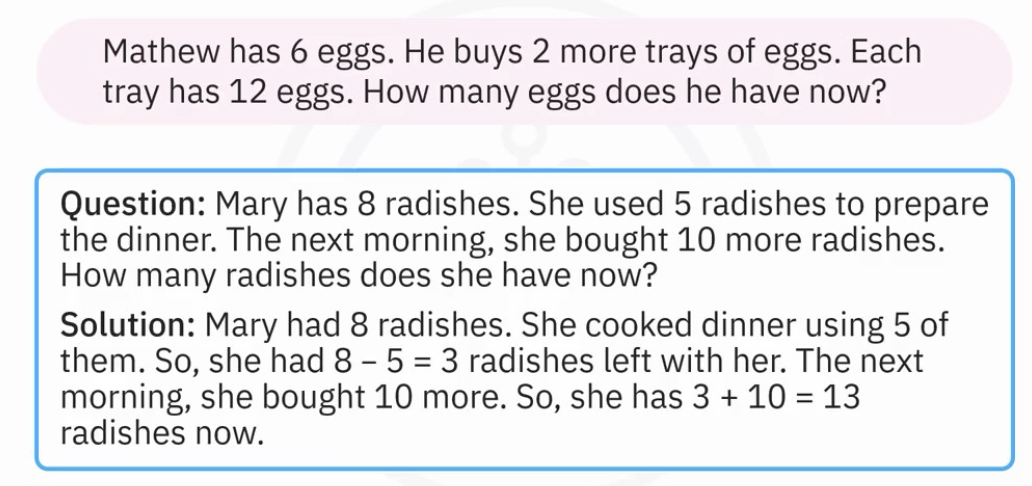 Mathew has 6 eggs. He buys 2 more trays of eggs. Each
tray has 12 eggs. How many eggs does he have now?
Question: Mary has 8 radishes. She used 5 radishes to prepare
the dinner. The next morning, she bought 10 more radishes.
How many radishes does she have now?
Solution: Mary had 8 radishes. She cooked dinner using 5 of
them. So, she had 8 – 5 = 3 radishes left with her. The next
morning, she bought 10 more. So, she has 3 + 10 = 13
radishes now.